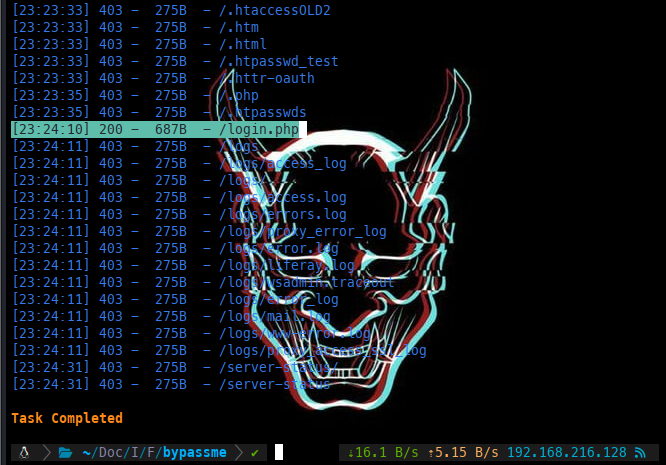 [23:23:33] 403 -  275B  - /.htaccessOLD2
[23:23:33] 403 -  275B  - /.htm
[23:23:33] 403 -  275B  - /.html
[23:23:33] 403 -  275B  - /.htpasswd_test
[23:23:33] 403 -  275B  - /.httr-oauth
[23:23:35] 403 -  275B  - /.php
[23:23:35] 403 -  275B  - /.htpasswds
[23:24:10] 200 -  687B  - /login.php
[23:24:11] 403 -  275B  - /logs
[23:24:11] 403 -  275B  - /logs/access_log
[23:24:11] 403 -  275B  - /logs/
[23:24:11] 403 -  275B  - /logs/access.log
[23:24:11] 403 -  275B  - /logs/errors.log
[23:24:11] 403 -  275B  - /logs/proxy_error_log
[23:24:11] 403 -  275B  - /logs/error.log
[23:24:11] 403 -  275B  - /logs/liferay.log
[23:24:11] 403 -  275B  - /logs/wsadmin.traceout
[23:24:11] 403 -  275B  - /logs/error_log
[23:24:11] 403 -  275B  - /logs/mail.log
[23:24:11] 403 -  275B  - /logs/www-error.log
[23:24:11] 403 -  275B  - /logs/proxy_access_ssl_log
[23:24:31] 403 -  275B  - /server-status/
[23:24:31] 403 -  275B  - /server-status
Task Completed
~/Doc/I/F/bypassme ✔ ↓16.1 B/s ↑5.15 B/s 192.168.216.128